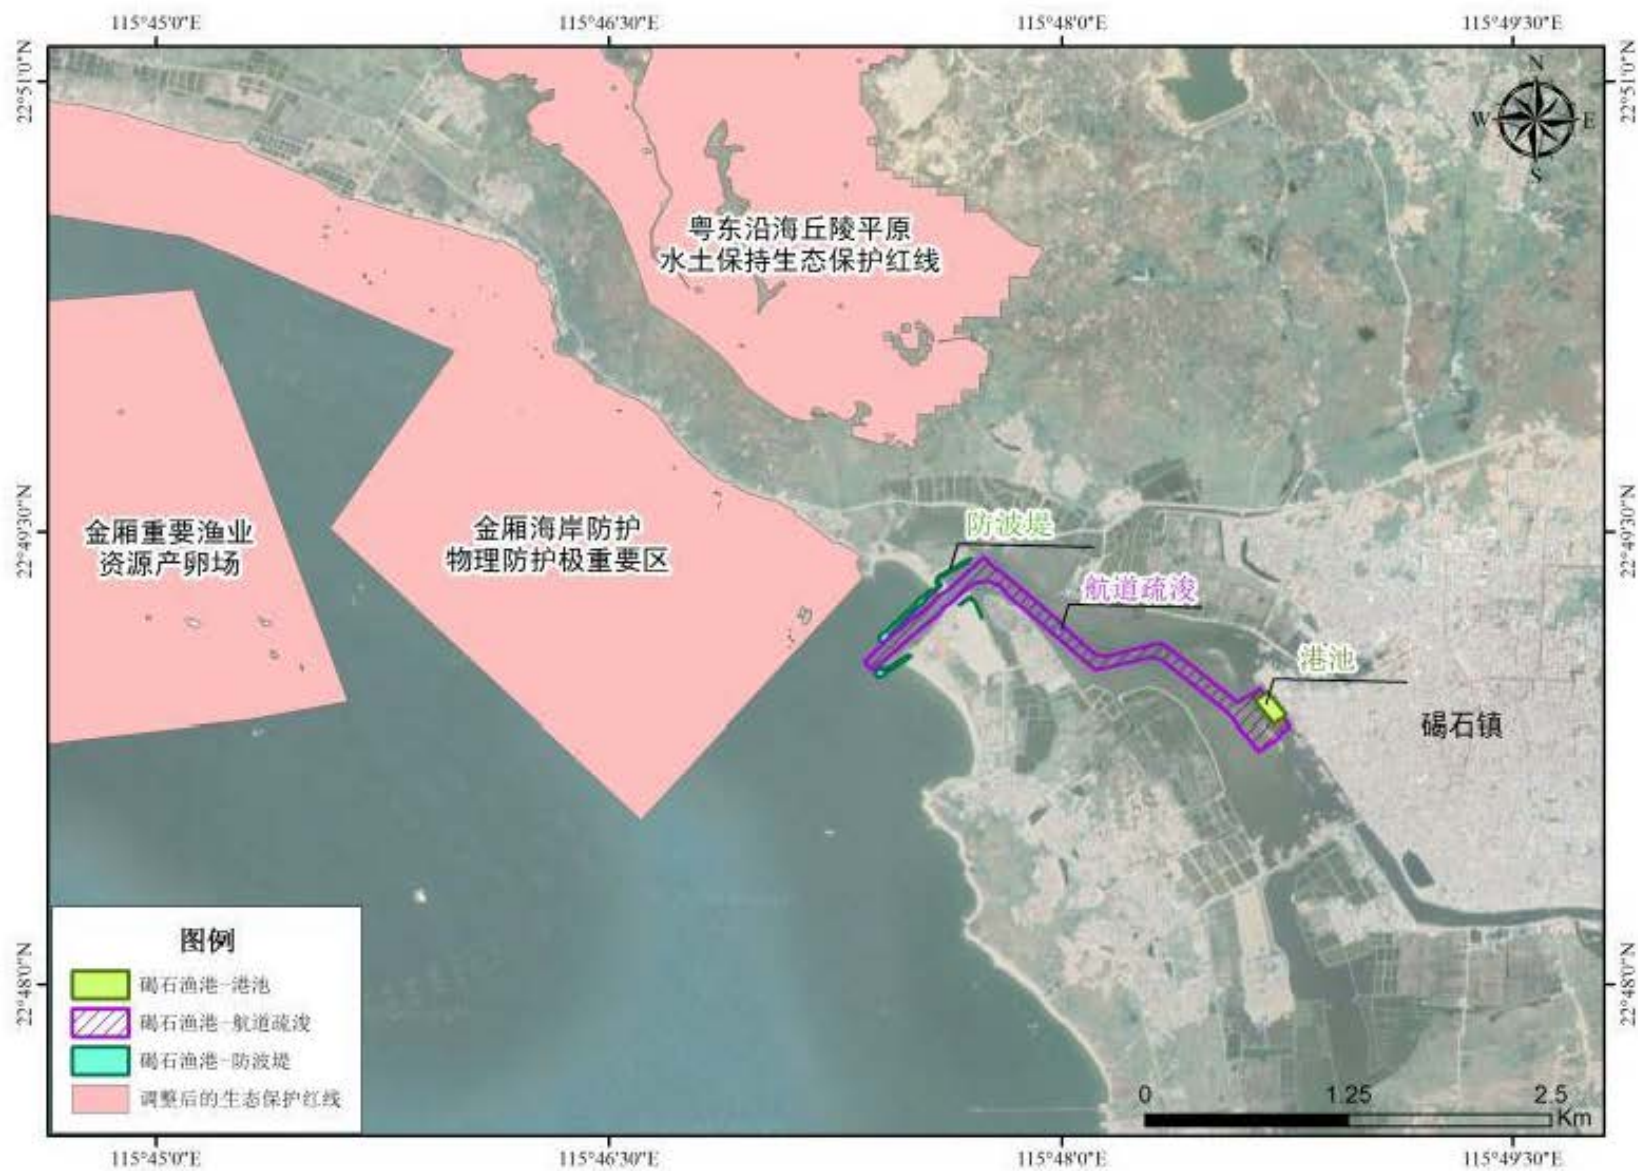 115°45'0"E
115°46'30"E
115°48'0"E
115°49'30"E
22°51'0"N
22°51'0"N
N
W
E
S
粤东沿海丘陵平原
水土保持生态保护红线
金厢重要渔业
资源产卵场
金厢海岸防护
物理防护极重要区
22°49'30"N
22°49'30"N
防波堤
航道疏浚
港池
碣石镇
图例
碣石渔港-港池
碣石渔港-航道疏浚
碣石渔港-防波堤
调整后的生态保护红线
22°48'0"N
22°48'0"N
0 1.25 2.5
Km
115°45'0"E
115°46'30"E
115°48'0"E
115°49'30"E